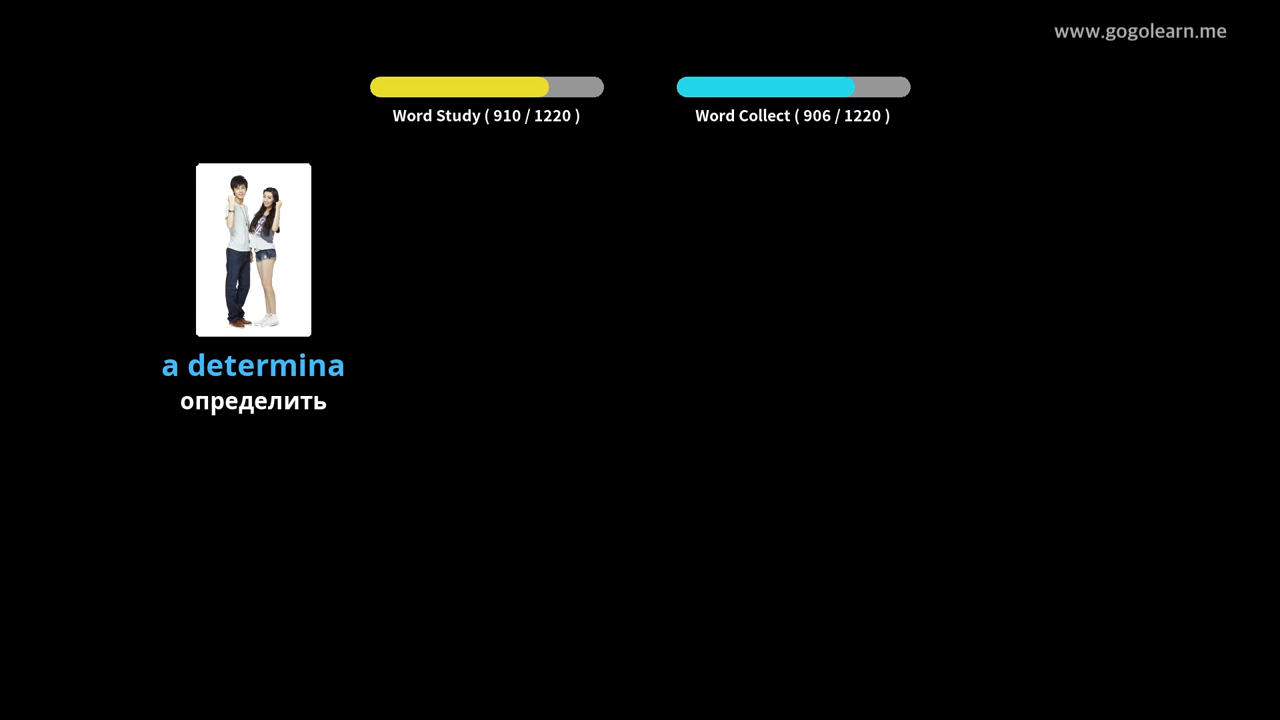 www.gogolearn.me
Word Study ( 910 / 1220 )
Word Collect ( 906 / 1220 )
a determina
определить